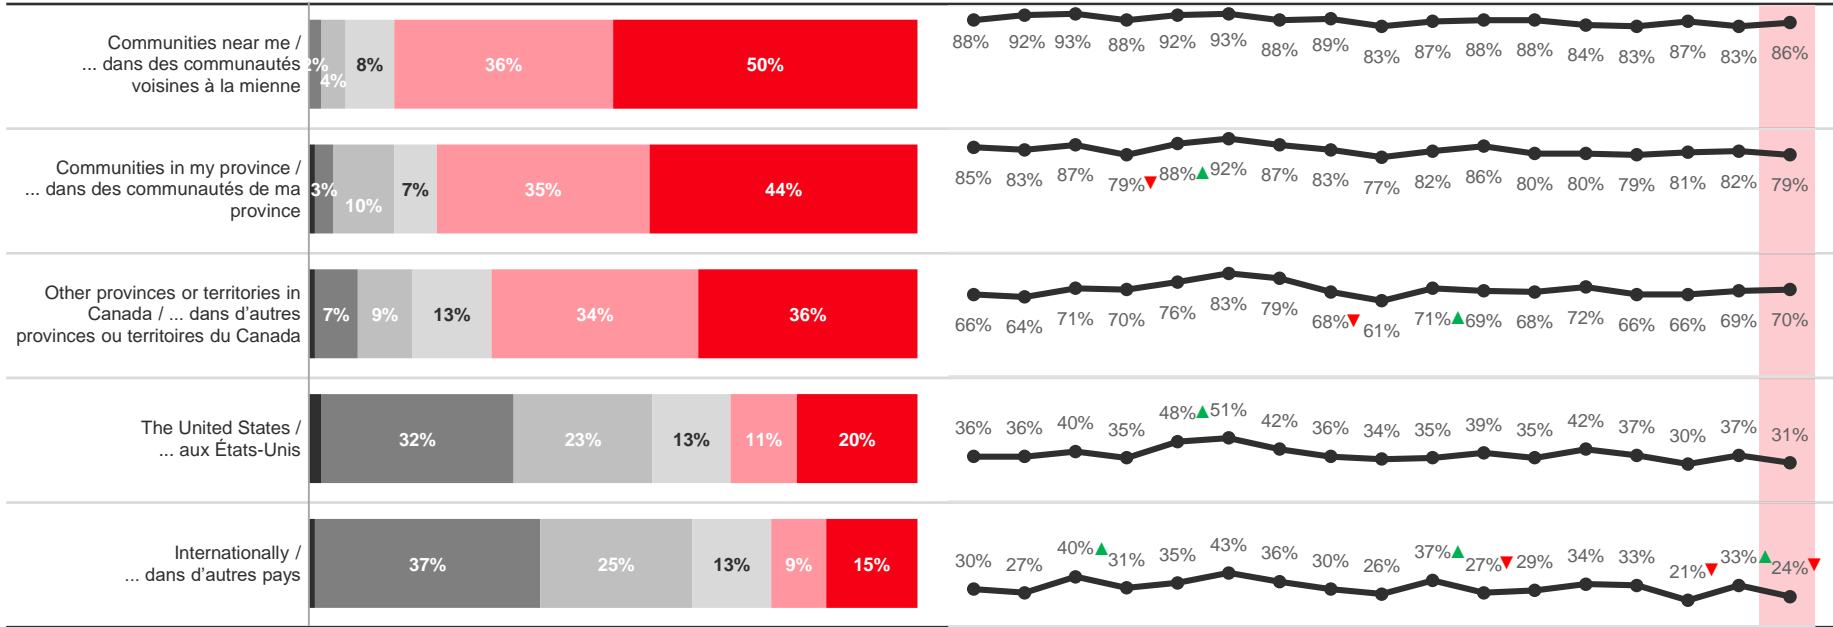 Communities near me /
... dans des communautés
voisines à la mienne
2%
4%
8%
36%
50%
88% 92% 93% 88% 92% 93% 88% 89% 83% 87% 88% 88% 84% 83% 87% 83% 86%
Communities in my province /
... dans des communautés de ma
province
3%
10%
7%
35%
44%
85% 83% 87% 79%▼ 88%▲ 92% 87% 83% 77% 82% 86% 80% 80% 79% 81% 82% 79%
Other provinces or territories in
Canada / ... dans d’autres
provinces ou territoires du Canada
7%
9%
13%
34%
36%
66% 64% 71% 70% 76% 83% 79% 68%▼ 61% 71%▲ 69% 68% 72% 66% 66% 69% 70%
The United States /
... aux États-Unis
32%
23%
13%
11%
20%
36% 36% 40% 35% 48%▲ 51% 42% 36% 34% 35% 39% 35% 42% 37% 30% 37% 31%
Internationally /
... dans d’autres pays
37%
25%
13%
9%
15%
30% 27% 40%▲ 31% 35% 43% 36% 30% 26% 37%▲ 27%▼ 29% 34% 33% 21%▼ 33%▲ 24%▼